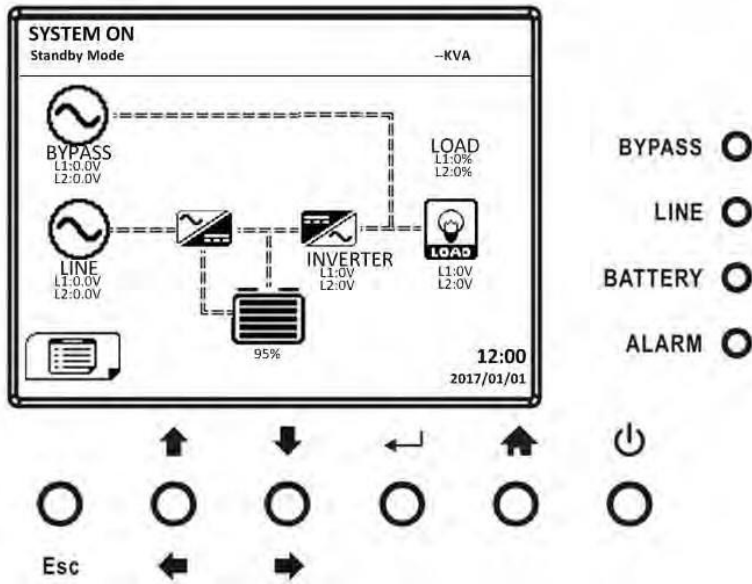 SYSTEM ON
Standby Mode
--KVA
BYPASS
L1:0.0V
L2:0.0V
LOAD
L1:0%
L2:0%
LINE
L1:0.0V
L2:0.0V
INVERTER
L1:0V
L2:0V
LOAD
L1:0V
L2:0V
95%
12:00
2017/01/01
BYPASS
LINE
BATTERY
ALARM
Esc